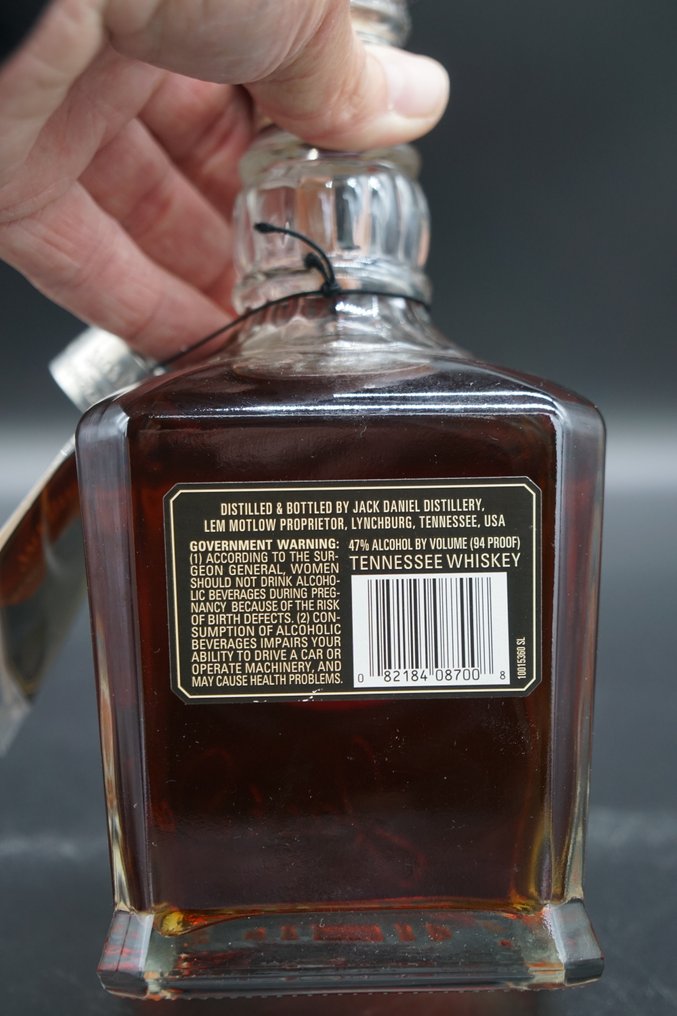 DISTILLED & BOTTLED BY JACK DANIEL DISTILLERY,
LEM MOTLOW PROPRIETOR, LYNCHBURG, TENNESSEE, USA
GOVERNMENT WARNING:
(1) ACCORDING TO THE SUR-
GEON GENERAL, WOMEN
SHOULD NOT DRINK ALCOHO-
LIC BEVERAGES DURING PREG-
NANCY BECAUSE OF THE RISK
OF BIRTH DEFECTS. (2) CON-
SUMPTION OF ALCOHOLIC
BEVERAGES IMPAIRS YOUR
ABILITY TO DRIVE A CAR OR
OPERATE MACHINERY, AND
MAY CAUSE HEALTH PROBLEMS.
47% ALCOHOL BY VOLUME (94 PROOF)
TENNESSEE WHISKEY
0 82184 08700 8
10015360 SL